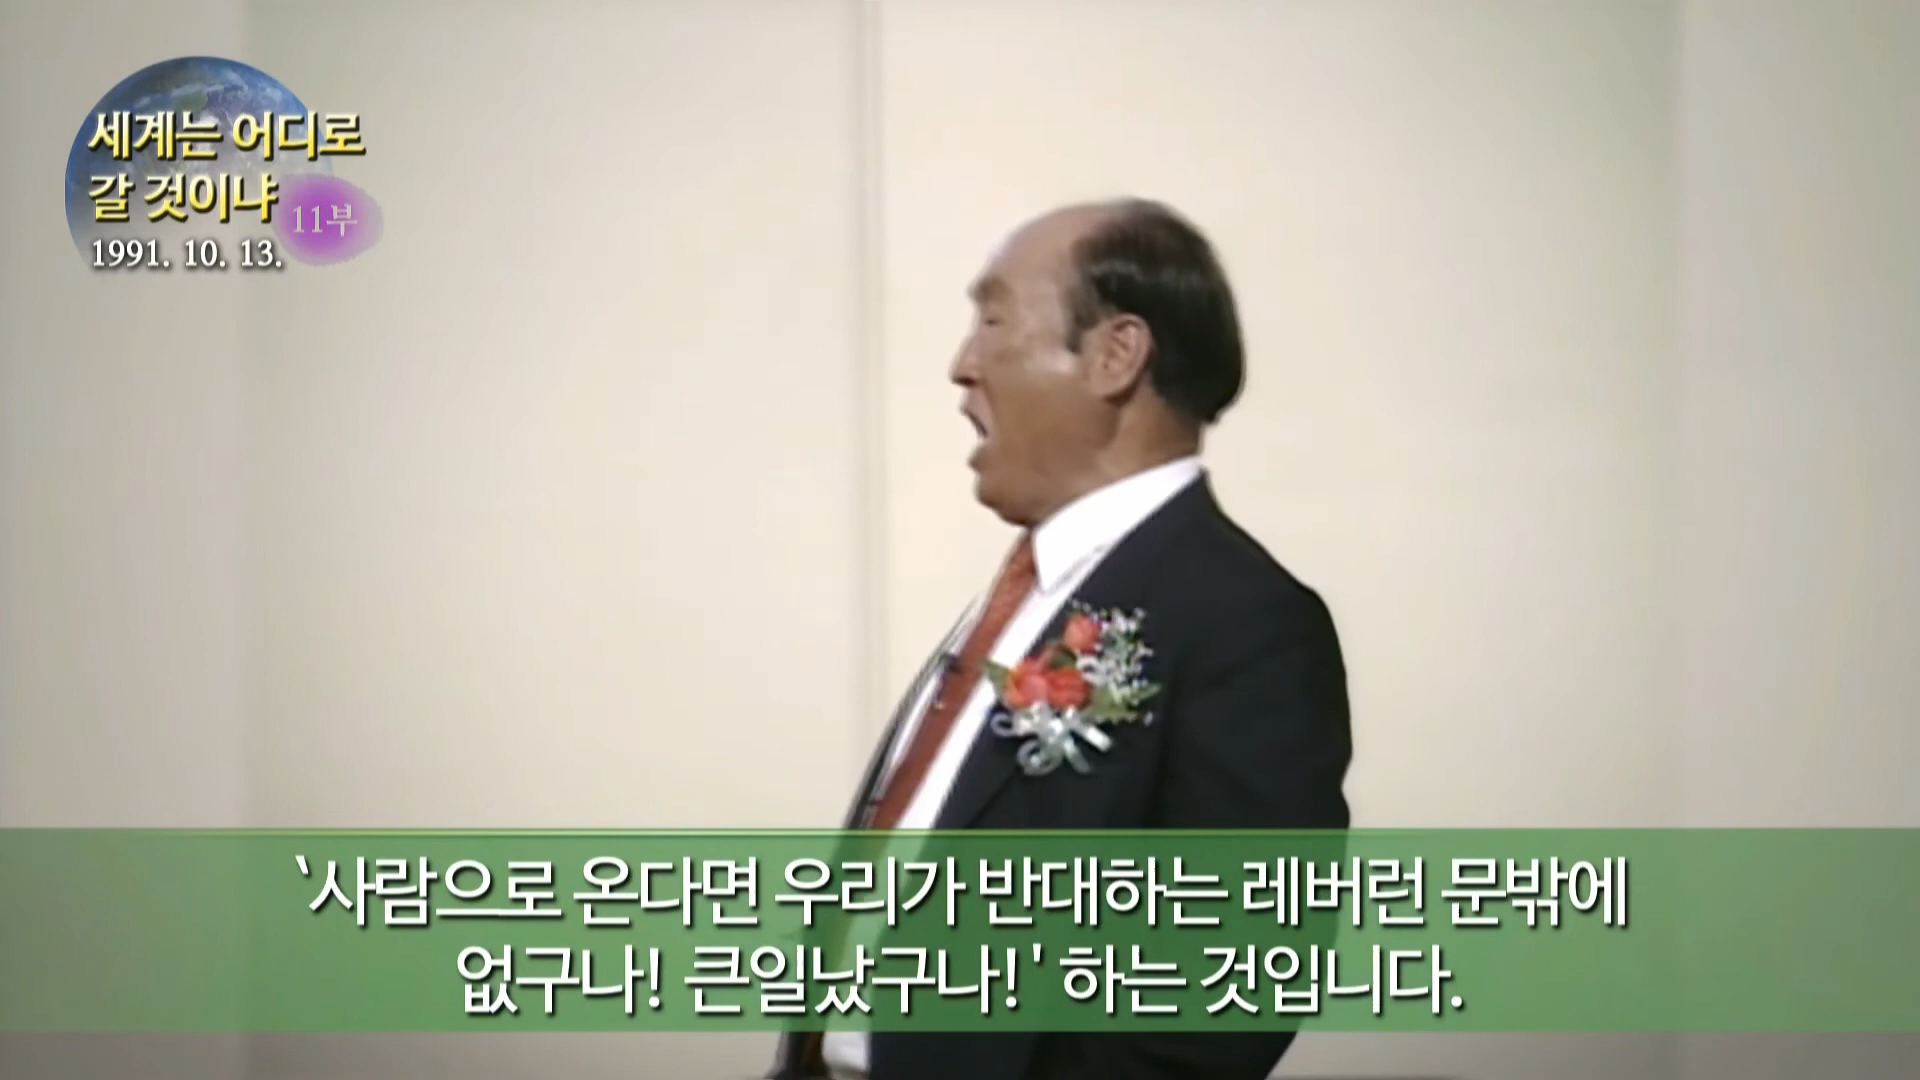 세계는 어디로
갈 것이냐 11부
1991. 10. 13.
`사람으로 온다면 우리가 반대하는 레버런 문밖에
없구나! 큰일났구나!' 하는 것입니다.